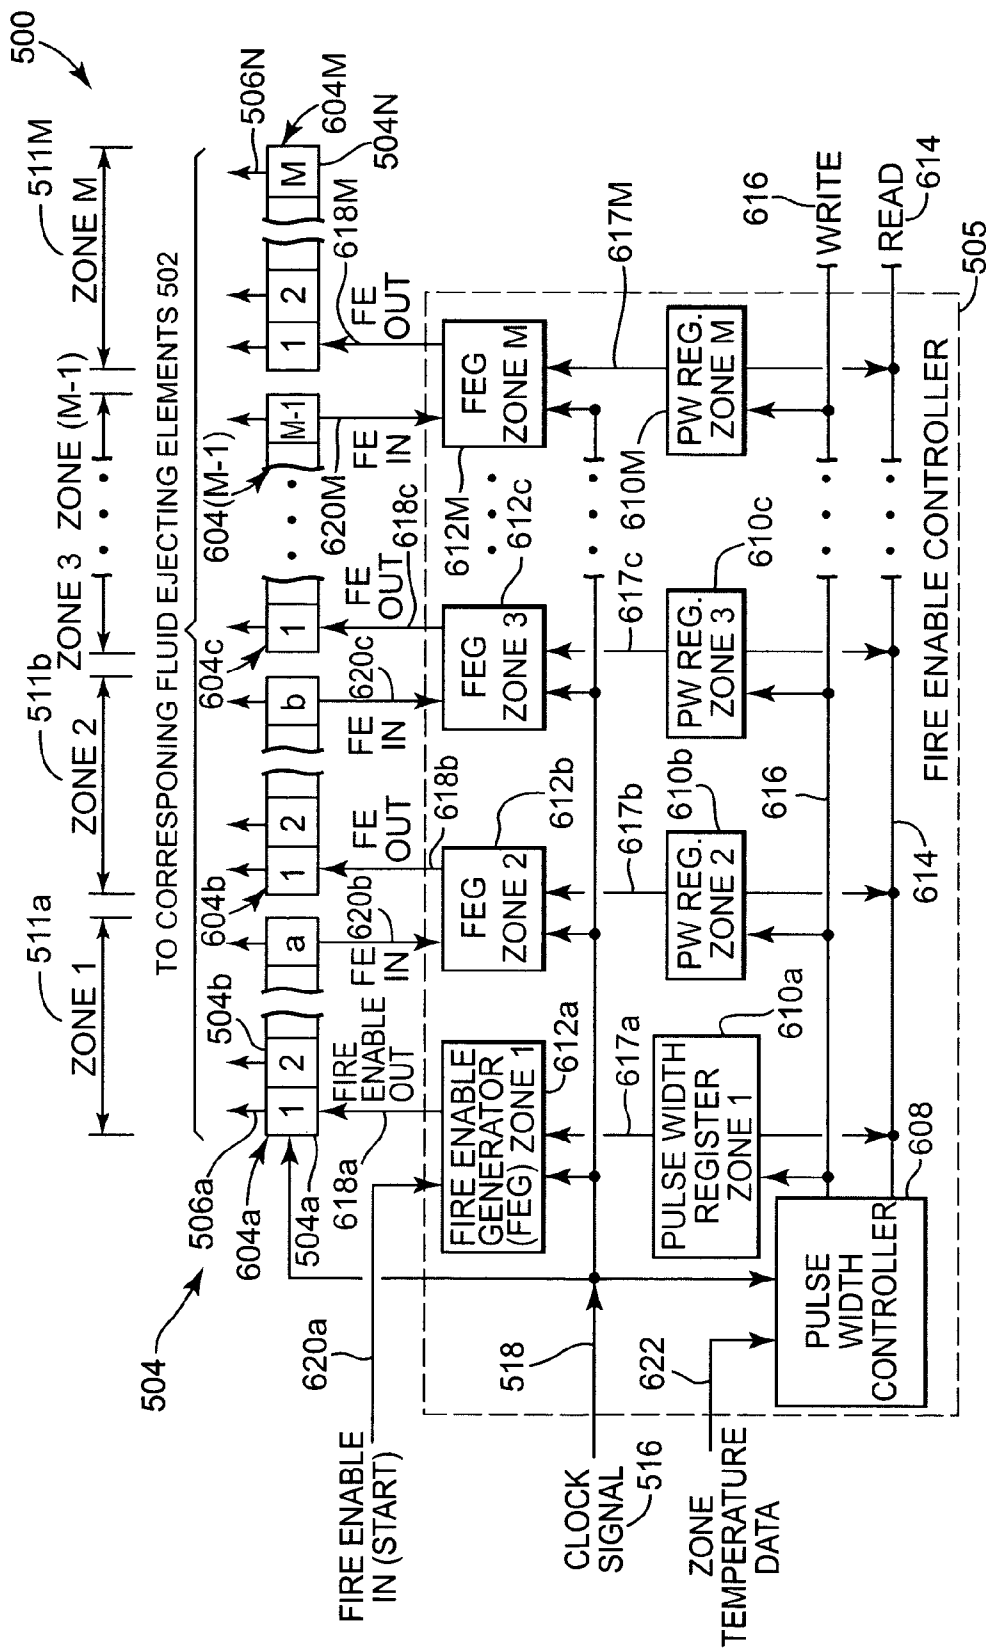 500
511a
511b
511M
ZONE 1
ZONE 2
ZONE 3
ZONE (M-1)
ZONE M
TO CORRESPONING FLUID EJECTING ELEMENTS 502
504
506a
604a
504a
504b
604b
604c
604(M-1)
506N
604M
504N
1
2
a
1
2
b
1
M-1
1
2
M
FIRE ENABLE
IN (START)
620a
618a
FIRE
ENABLE
OUT
FE
IN
620b
FE
OUT
618b
FE
IN
620c
FE
OUT
618c
FE
IN
620M
FE
OUT
618M
FIRE ENABLE
GENERATOR
(FEG) ZONE 1
612a
FEG
ZONE 2
612b
FEG
ZONE 3
612c
FEG
ZONE M
612M
CLOCK
SIGNAL
516
518
617a
617b
617c
617M
PULSE WIDTH
REGISTER
ZONE 1
610a
PW REG.
ZONE 2
610b
PW REG.
ZONE 3
610c
PW REG.
ZONE M
610M
ZONE
TEMPERATURE
DATA
622
PULSE
WIDTH
CONTROLLER
608
616
616
WRITE
614
READ
614
FIRE ENABLE CONTROLLER
505